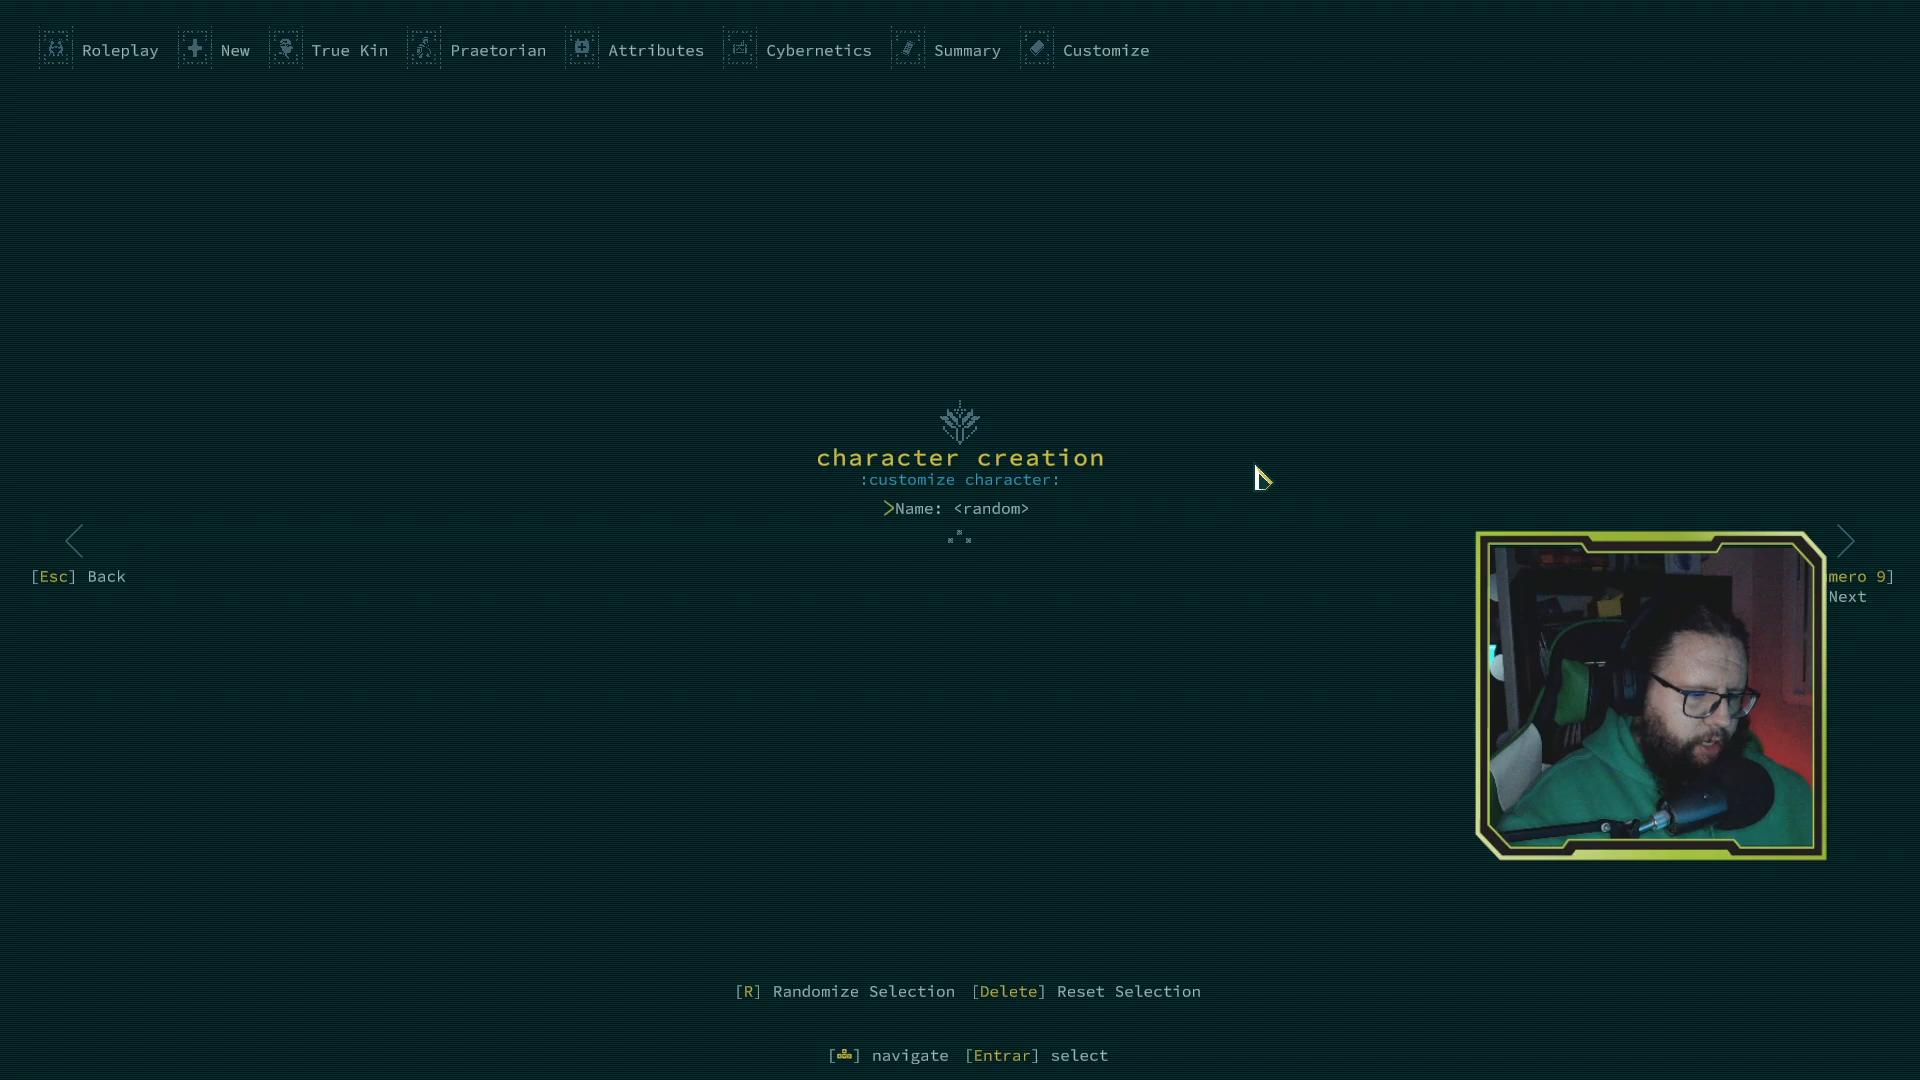 Roleplay New True Kin Praetorian Attributes Cybernetics Summary Customize
character creation
:customize character:
>Name: <random>
[Esc] Back
mero 9]
Next
[R] Randomize Selection [Delete] Reset Selection
[] navigate [Entrar] select